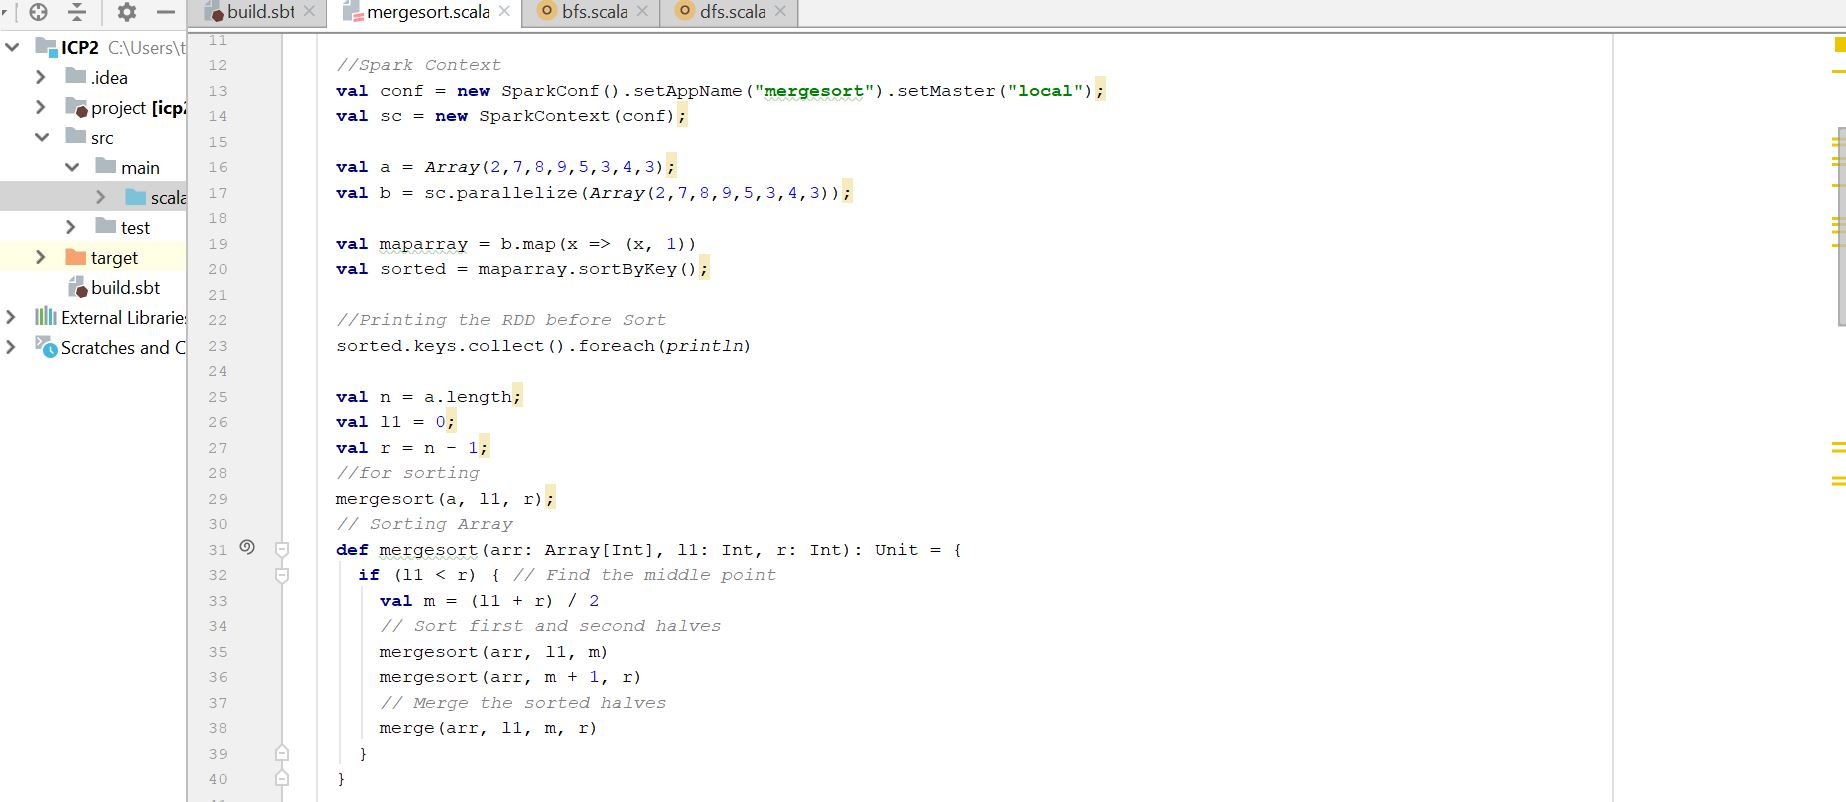 build.sbt mergesort.scala bfs.scala dfs.scala
ICP2 C:\Users\t
.idea
project [icp2
src
main
scala
test
target
build.sbt
External Libraries
Scratches and C
11
12 //Spark Context
13 val conf = new SparkConf().setAppName("mergesort").setMaster("local");
14 val sc = new SparkContext(conf);
15
16 val a = Array(2,7,8,9,5,3,4,3);
17 val b = sc.parallelize(Array(2,7,8,9,5,3,4,3));
18
19 val maparray = b.map(x => (x, 1))
20 val sorted = maparray.sortByKey();
21
22 //Printing the RDD before Sort
23 sorted.keys.collect().foreach(println)
24
25 val n = a.length;
26 val l1 = 0;
27 val r = n - 1;
28 //for sorting
29 mergesort(a, l1, r);
30 // Sorting Array
31 def mergesort(arr: Array[Int], l1: Int, r: Int): Unit = {
32 if (l1 < r) { // Find the middle point
33 val m = (l1 + r) / 2
34 // Sort first and second halves
35 mergesort(arr, l1, m)
36 mergesort(arr, m + 1, r)
37 // Merge the sorted halves
38 merge(arr, l1, m, r)
39 }
40 }